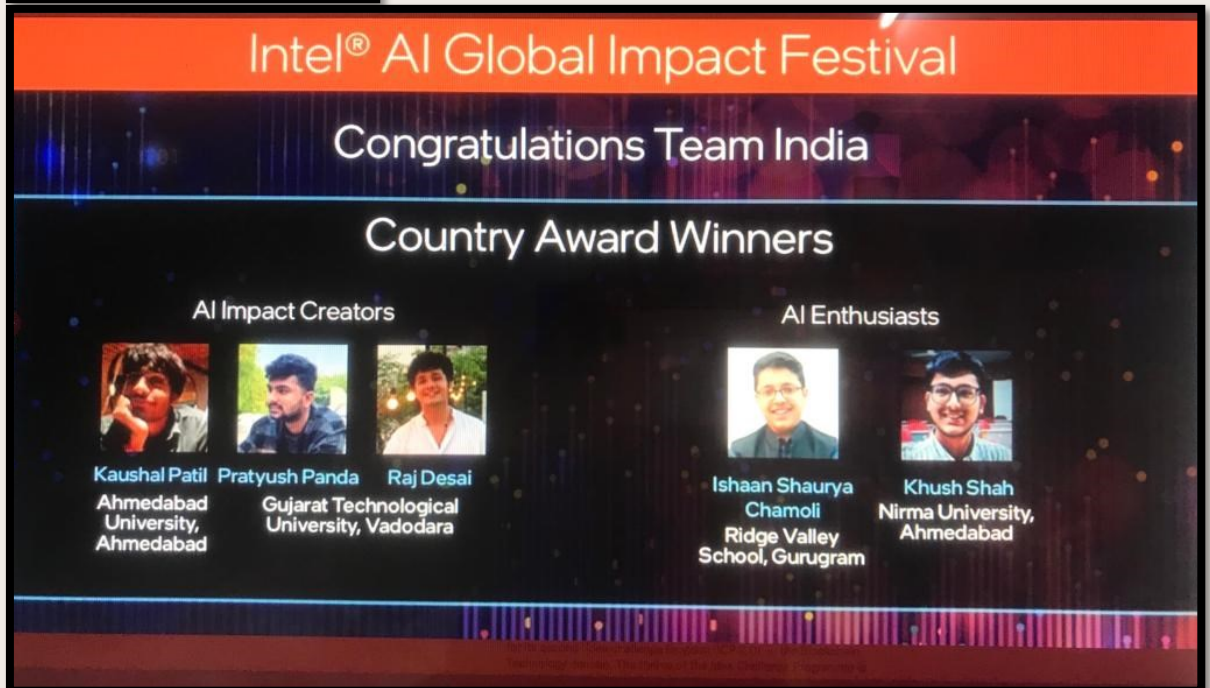 Intel® AI Global Impact Festival
Congratulations Team India
Country Award Winners
AI Impact Creators
Kaushal Patil
Ahmedabad
University,
Ahmedabad
Pratyush Panda
Raj Desai
Gujarat Technological
University, Vadodara
AI Enthusiasts
Ishaan Shaurya
Chamoli
Ridge Valley
School, Gurugram
Khush Shah
Nirma University,
Ahmedabad